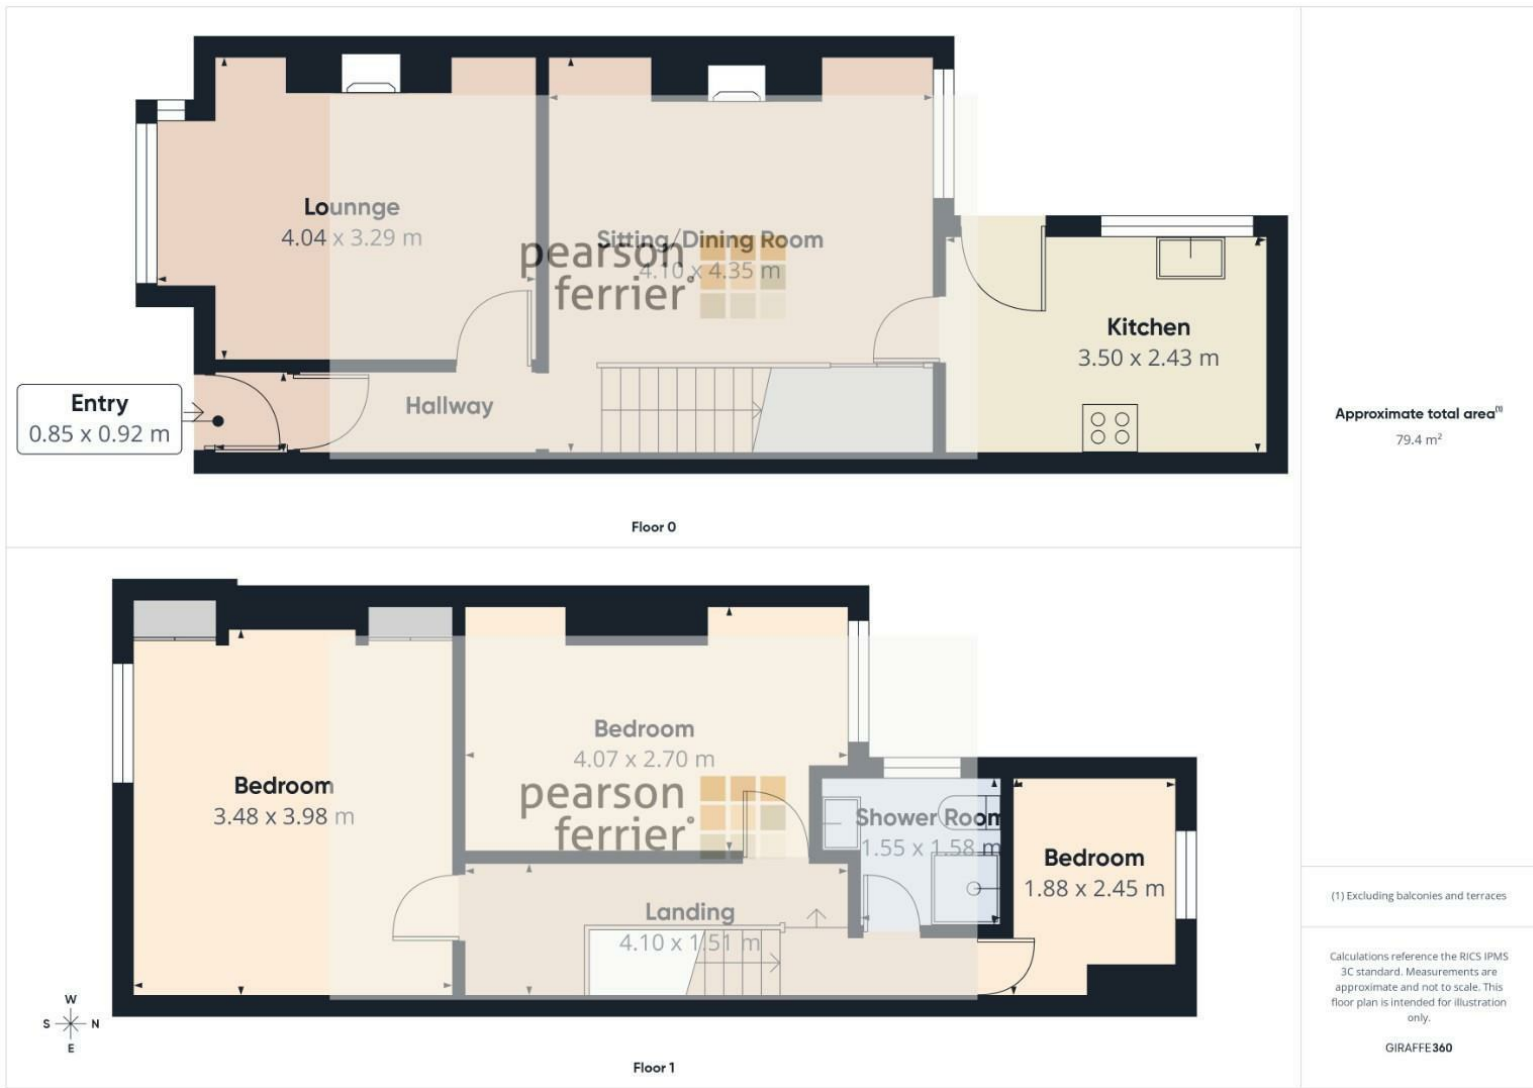 Lounnge
4.04 x 3.29 m
Sitting/Dining Room
4.10 x 4.35 m
pearson
ferrier
Kitchen
3.50 x 2.43 m
Entry
0.85 x 0.92 m
Hallway
Floor 0
Approximate total area(1)
79.4 m²
Bedroom
4.07 x 2.70 m
Bedroom
3.48 x 3.98 m
pearson
ferrier
Shower Room
1.55 x 1.58 m
Bedroom
1.88 x 2.45 m
Landing
4.10 x 1.51 m
W
S N
E
Floor 1
(1) Excluding balconies and terraces
Calculations reference the RICS IPMS
3C standard. Measurements are
approximate and not to scale. This
floor plan is intended for illustration
only.
GIRAFFE360